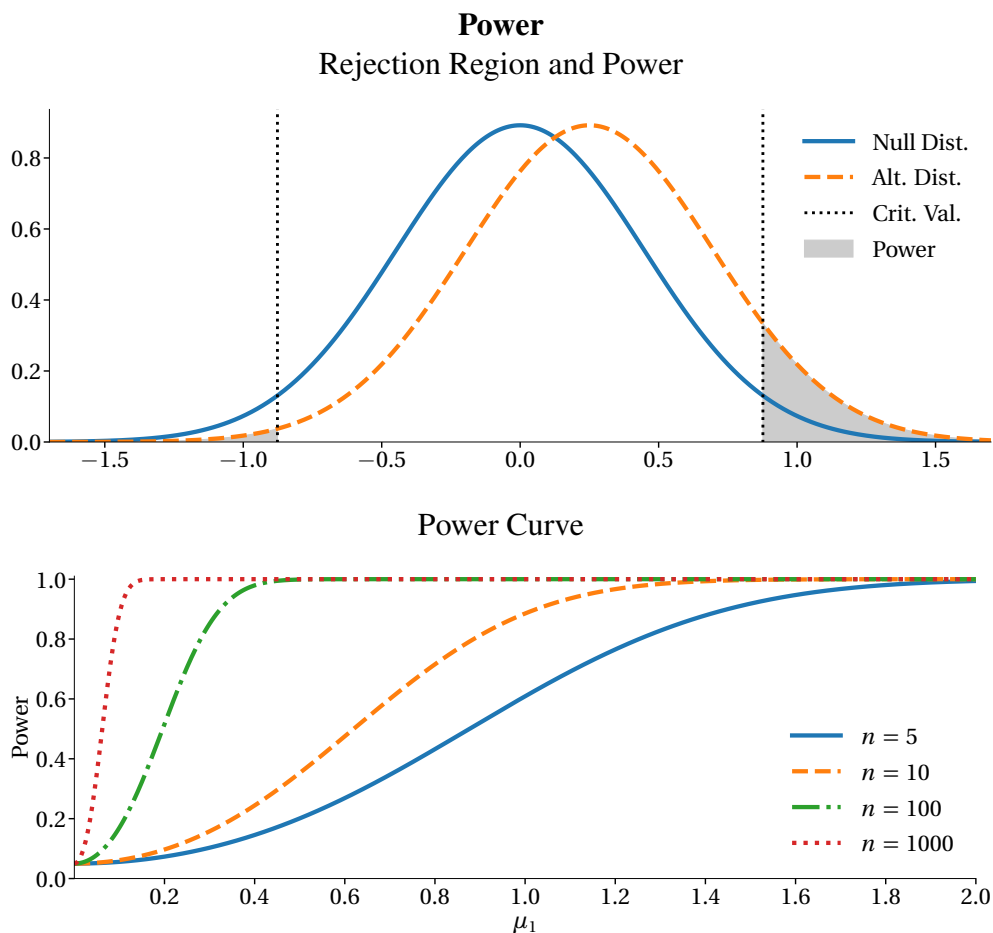 Power
Rejection Region and Power
0.8
0.6
0.4
0.2
0.0
−1.5 −1.0 −0.5 0.0 0.5 1.0 1.5
Null Dist.
Alt. Dist.
Crit. Val.
Power
Power Curve
1.0
0.8
0.6
0.4
0.2
0.0
Power
0.2 0.4 0.6 0.8 1.0 1.2 1.4 1.6 1.8 2.0
μ₁
n = 5
n = 10
n = 100
n = 1000